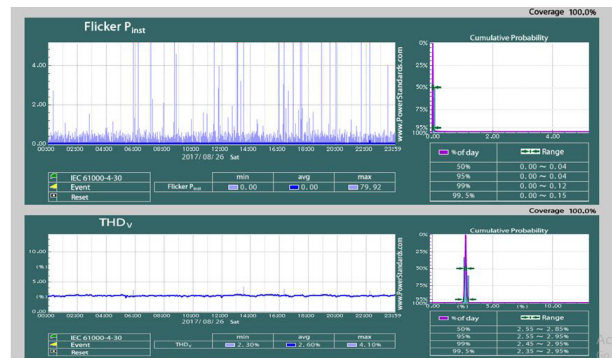 Coverage 100.0%
Flicker Pinst
Cumulative Probability
4.00
2.00
0.00
00:00 02:00 04:00 06:00 08:00 10:00 12:00 14:00 16:00 18:00 20:00 22:00 23:59
2017/08/26 Sat
www.PowerStandards.com
0%
25%
50%
75%
95%
100%
2.00 4.00
IEC 61000-4-30
Event
Reset
min avg max
Flicker Pinst 0.00 0.00 79.92
%of day Range
50% 0.00 ~ 0.04
95% 0.00 ~ 0.04
99% 0.00 ~ 0.12
99.5% 0.00 ~ 0.15
Coverage 100.0%
THDV
Cumulative Probability
10.00
(%)
5.00
(%)
0.00
00:00 02:00 04:00 06:00 08:00 10:00 12:00 14:00 16:00 18:00 20:00 22:00 23:59
2017/08/26 Sat
www.PowerStandards.com
0%
25%
50%
75%
95%
100%
0.00 (%) 5.00 10.00
IEC 61000-4-30
Event
Reset
min avg max
THDV 2.30% 2.60% 4.10%
%of day Range
50% 2.55 ~ 2.85%
95% 2.55 ~ 2.95%
99% 2.45 ~ 2.95%
99.5% 2.35 ~ 2.95%